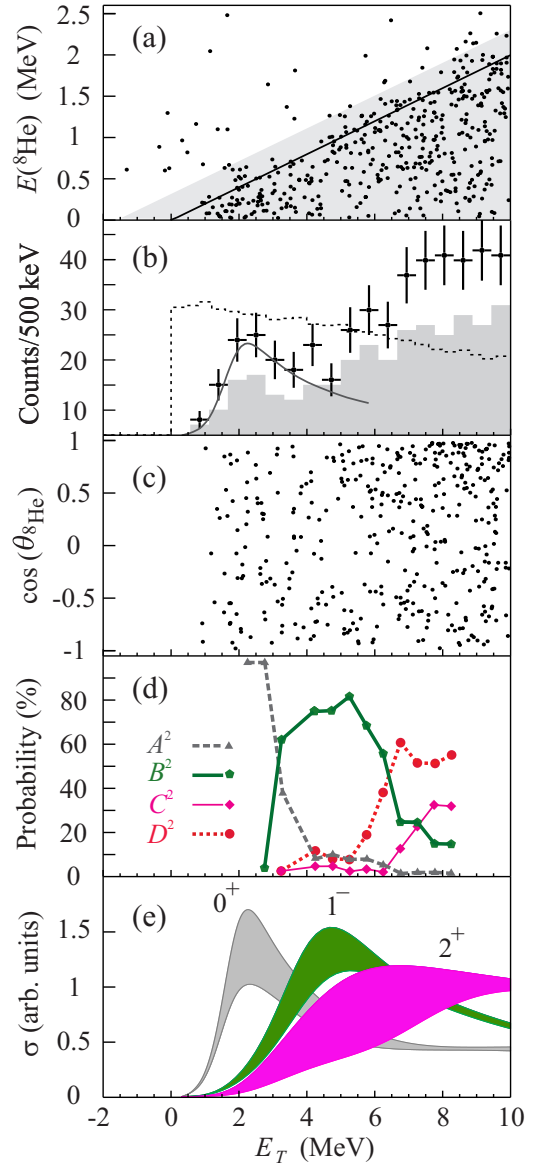 (a)
E(⁸He) (MeV)
2.5
2
1.5
1
0.5
0
(b)
Counts/500 keV
40
30
20
10
(c)
cos (θ₈He)
1
0.5
0
-0.5
-1
(d)
Probability (%)
80
60
40
20
0
A²
B²
C²
D²
(e)
σ (arb. units)
0⁺
1⁻
2⁺
1.5
1
0.5
0
-2 0 2 4 6 8 10
E_T (MeV)